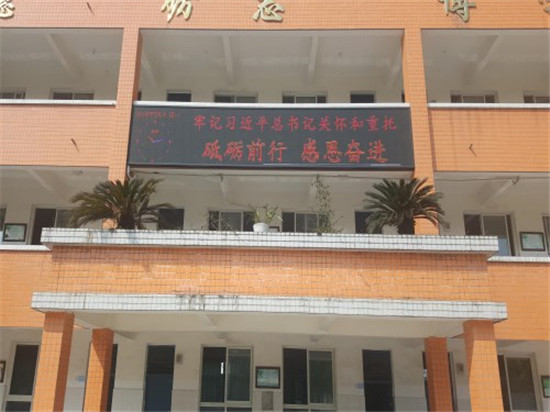 励志 博
牢记习近平总书记关怀和重托
砥砺前行 感恩奋进